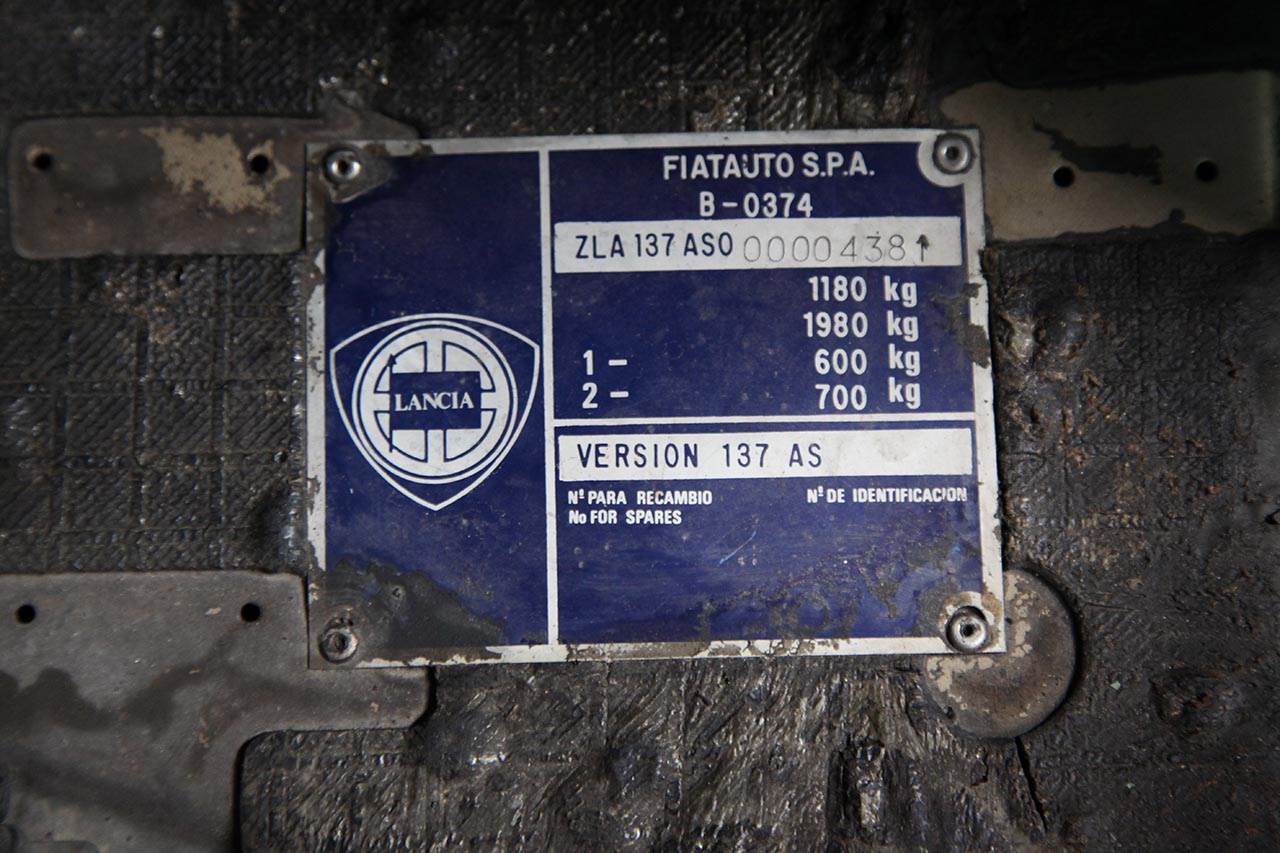 FIATAUTO S.P.A.
B-0374
ZLA 137 AS0 0000438↑
1180 kg
1980 kg
1- 600 kg
2- 700 kg
LANCIA
VERSION 137 AS
Nº PARA RECAMBIO Nº DE IDENTIFICACION
No FOR SPARES